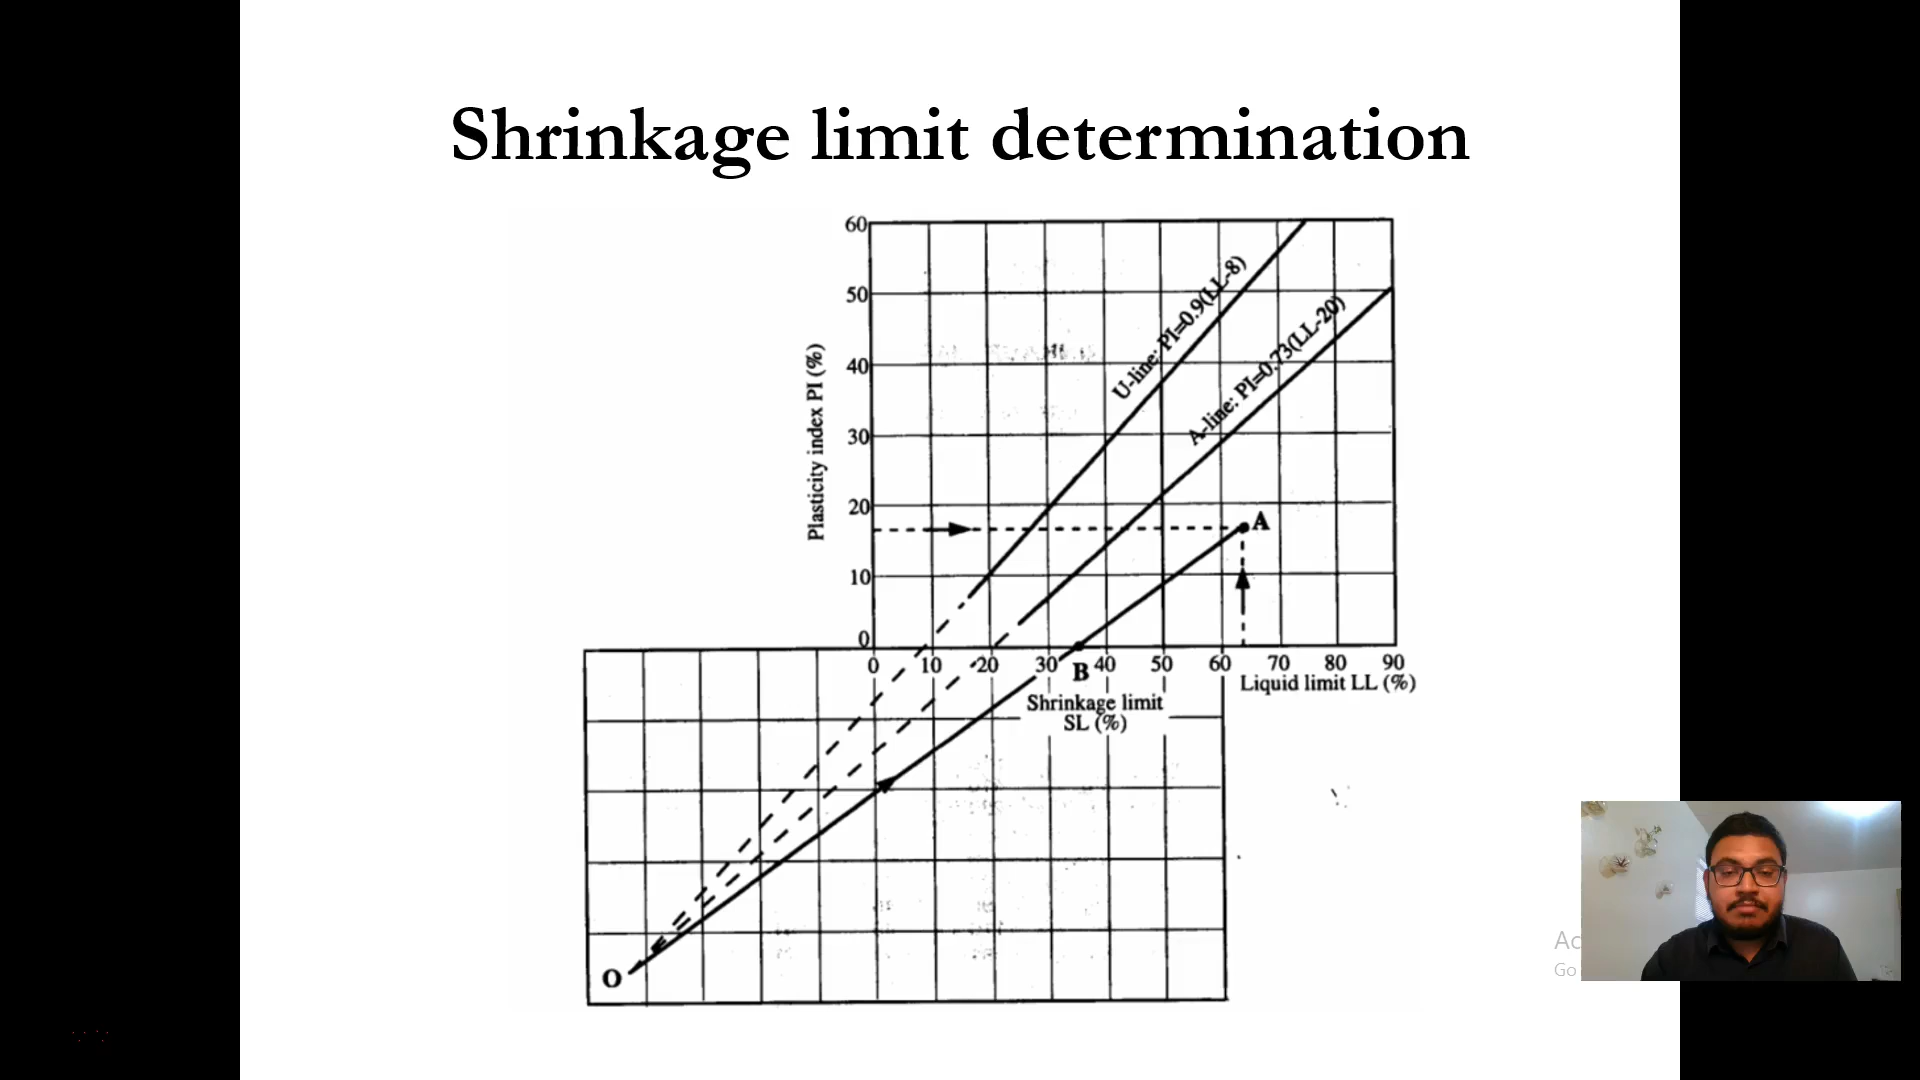 Shrinkage limit determination
60
50
40
30
20
10
0
Plasticity index PI (%)
U-line: PI=0.9(LL-8)
A-line: PI=0.73(LL-20)
A
0 10 20 30 40 50 60 70 80 90
B
Liquid limit LL (%)
Shrinkage limit
SL (%)
O
Ac
Go